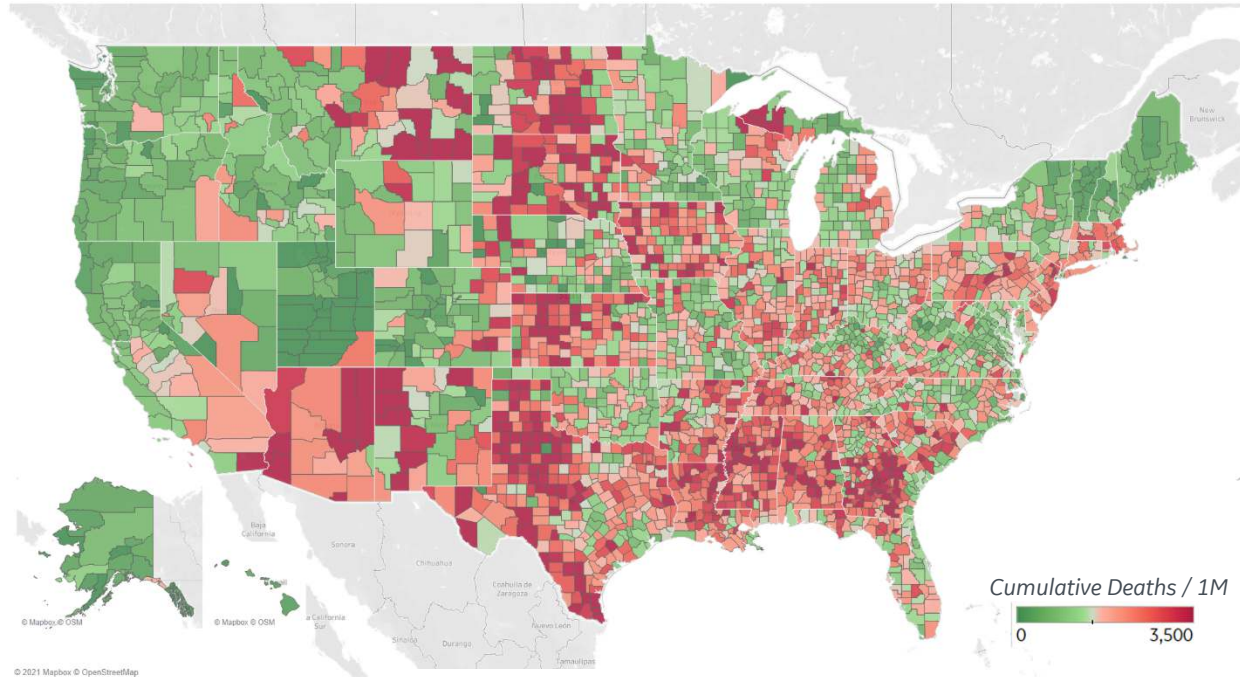 New
Brunswick
Baja
California
Sonora
Chihuahua
Coahuila de
Zaragoza
Nuevo León
Tamaulipas
Sinaloa
Durango
a California
Sur
© Mapbox © OSM
© Mapbox © OSM
Cumulative Deaths / 1M
0
3,500
© 2021 Mapbox © OpenStreetMap